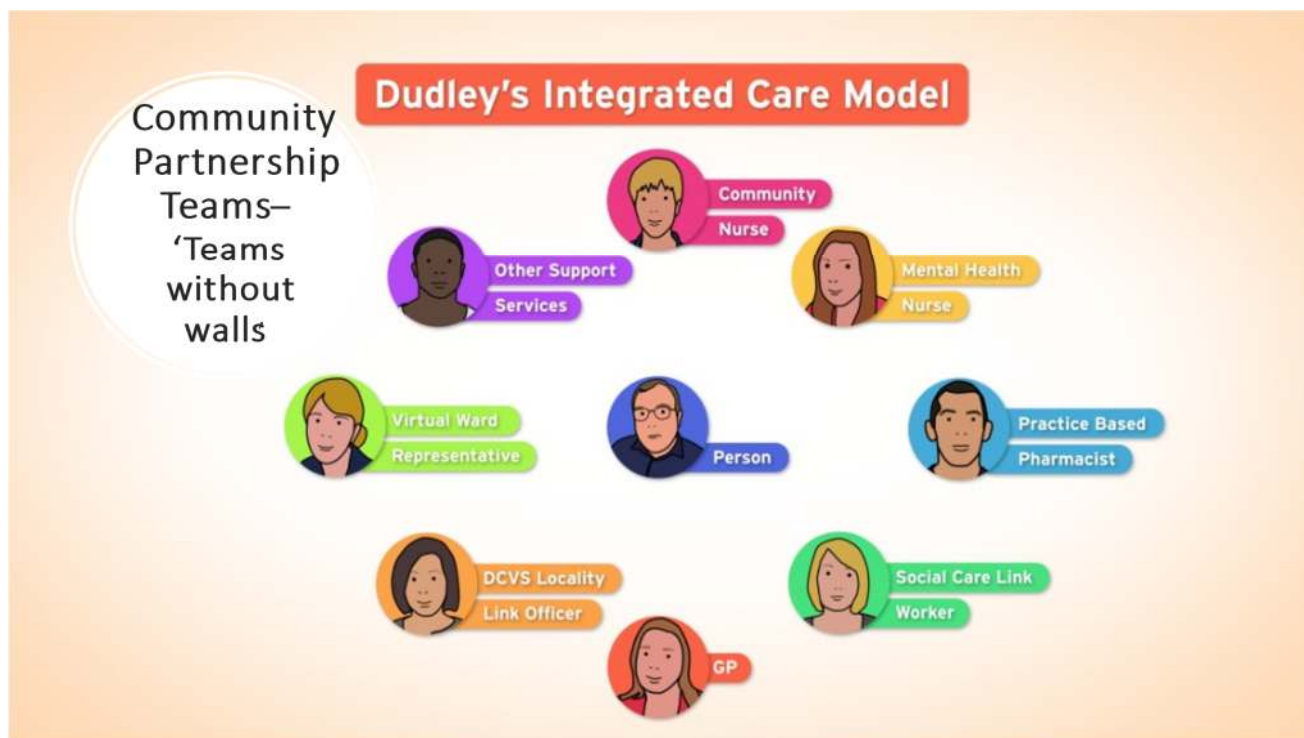 Dudley's Integrated Care Model
Community
Partnership
Teams–
‘Teams
without
walls
Community
Nurse
Other Support
Services
Mental Health
Nurse
Virtual Ward
Representative
Person
Practice Based
Pharmacist
DCVS Locality
Link Officer
Social Care Link
Worker
GP